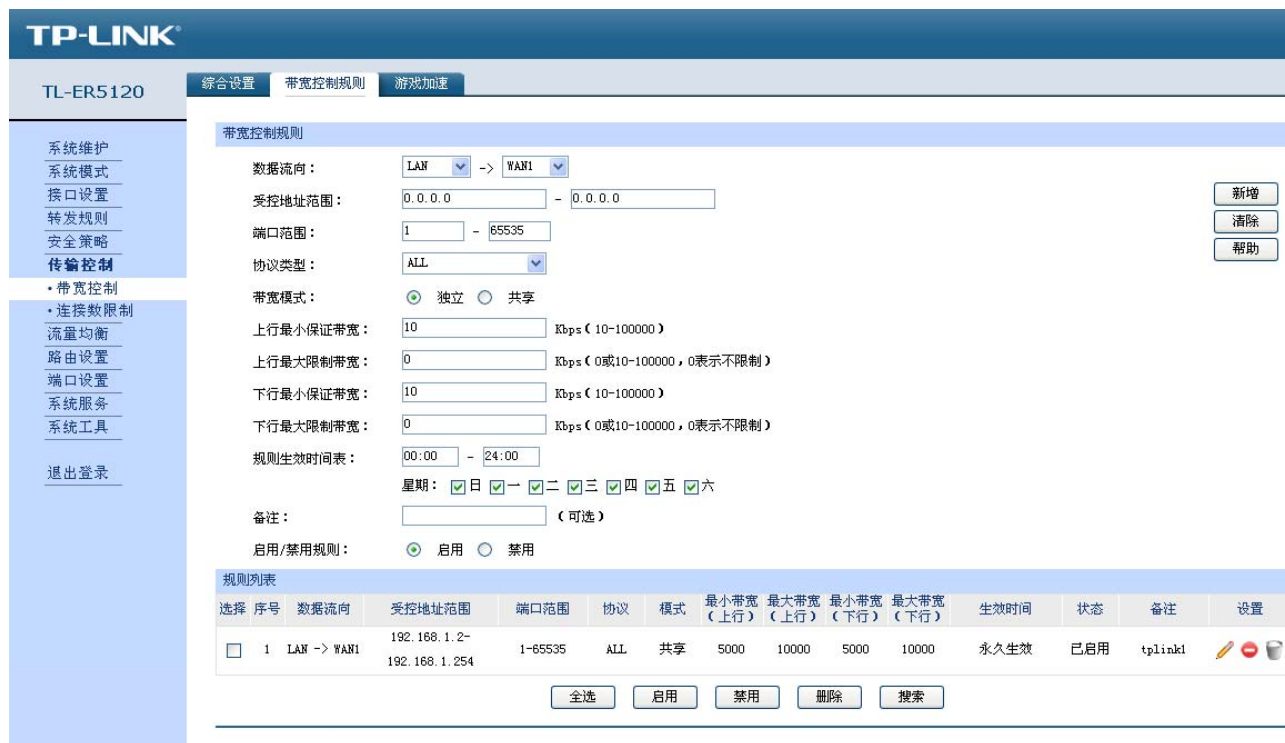 TP-LINK®
TL-ER5120
综合设置 带宽控制规则 游戏加速
系统维护
系统模式
接口设置
转发规则
安全策略
传输控制
·带宽控制
·连接数限制
流量均衡
路由设置
端口设置
系统服务
系统工具
退出登录
带宽控制规则
数据流向： LAN -> WAN1
受控地址范围： 0.0.0.0 - 0.0.0.0
端口范围： 1 - 65535
协议类型： ALL
带宽模式： 独立 共享
上行最小保证带宽： 10 Kbps（10-100000）
上行最大限制带宽： 0 Kbps（0或10-100000，0表示不限制）
下行最小保证带宽： 10 Kbps（10-100000）
下行最大限制带宽： 0 Kbps（0或10-100000，0表示不限制）
规则生效时间表： 00:00 - 24:00
星期： 日 一 二 三 四 五 六
备注： （可选）
启用/禁用规则： 启用 禁用
新增
清除
帮助
规则列表
选择 序号 数据流向 受控地址范围 端口范围 协议 模式 最小带宽（上行） 最大带宽（上行） 最小带宽（下行） 最大带宽（下行） 生效时间 状态 备注 设置
1 LAN -> WAN1 192.168.1.2-192.168.1.254 1-65535 ALL 共享 5000 10000 5000 10000 永久生效 已启用 tplink1
全选 启用 禁用 删除 搜索